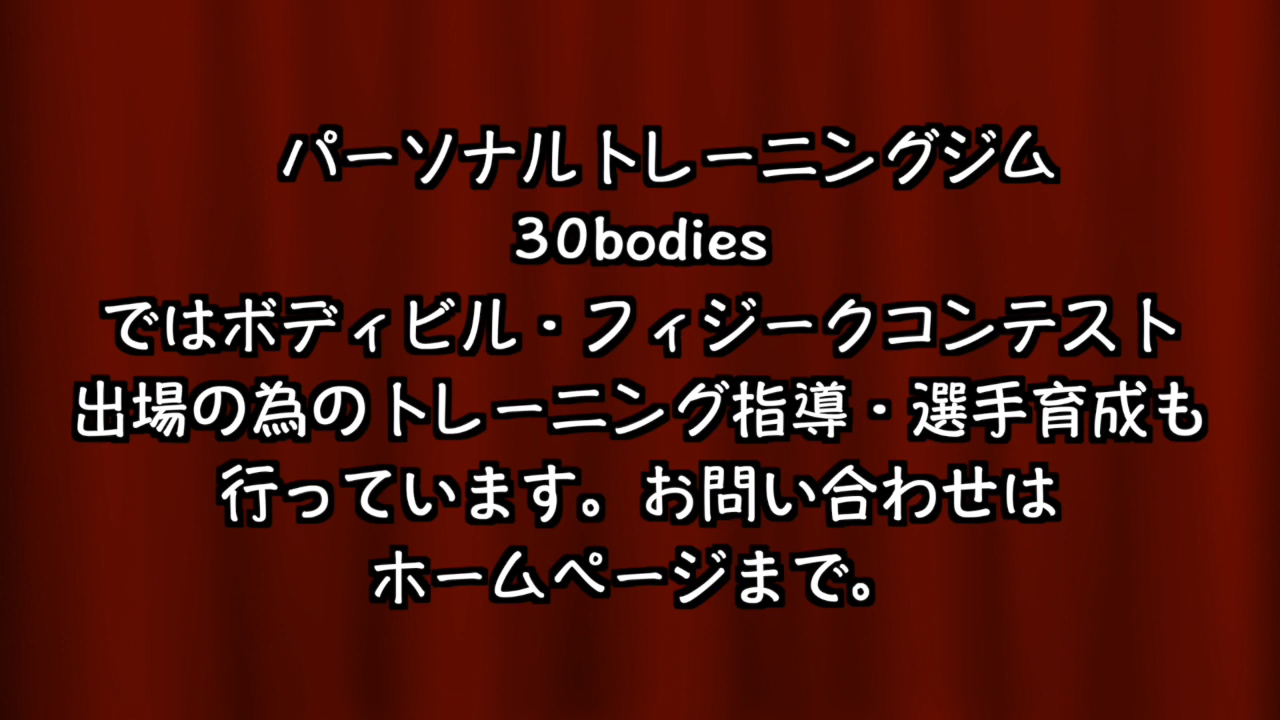 パーソナルトレーニングジム
30bodies
ではボディビル・フィジークコンテスト
出場の為のトレーニング指導・選手育成も
行っています。お問い合わせは
ホームページまで。